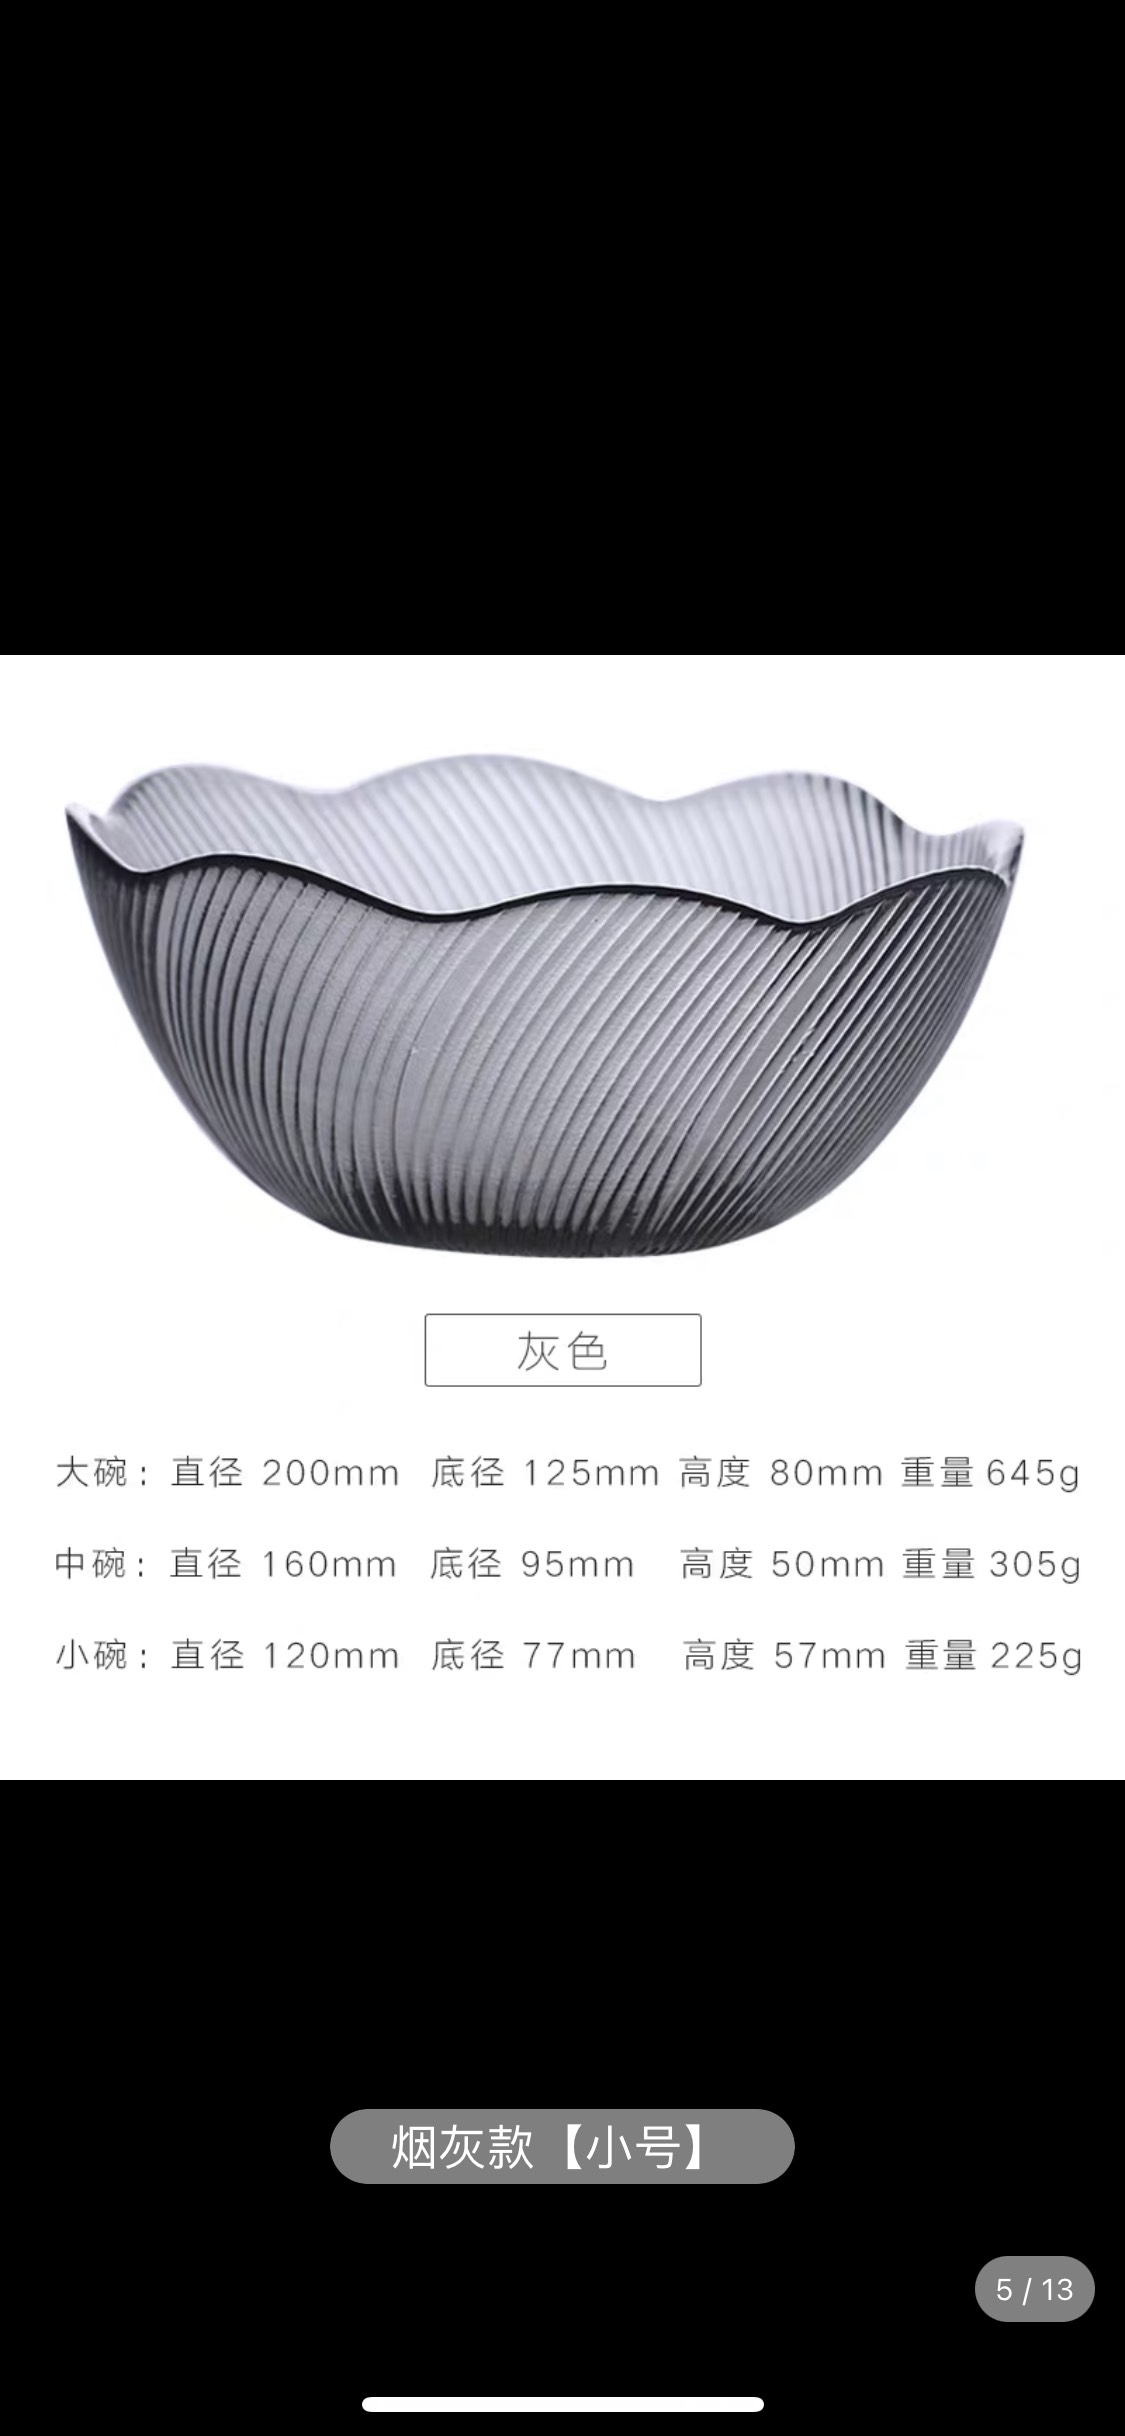 灰色
大碗：直径 200mm 底径 125mm 高度 80mm 重量 645g
中碗：直径 160mm 底径 95mm 高度 50mm 重量 305g
小碗：直径 120mm 底径 77mm 高度 57mm 重量 225g
烟灰款【小号】
5 / 13